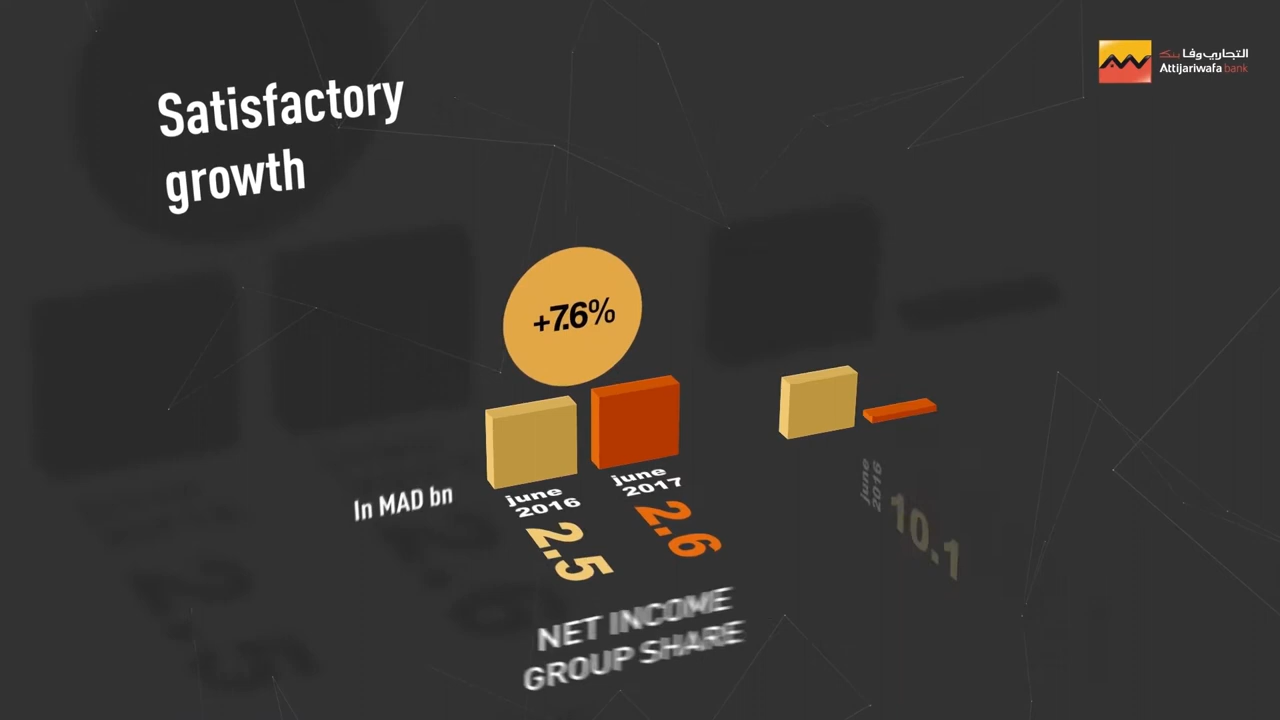 Satisfactory
growth
التجاري وفا بنك
Attijariwafa bank
+7.6%
In MAD bn
june
2016
2.5
june
2017
2.6
NET INCOME
GROUP SHARE
june
2016
10.1